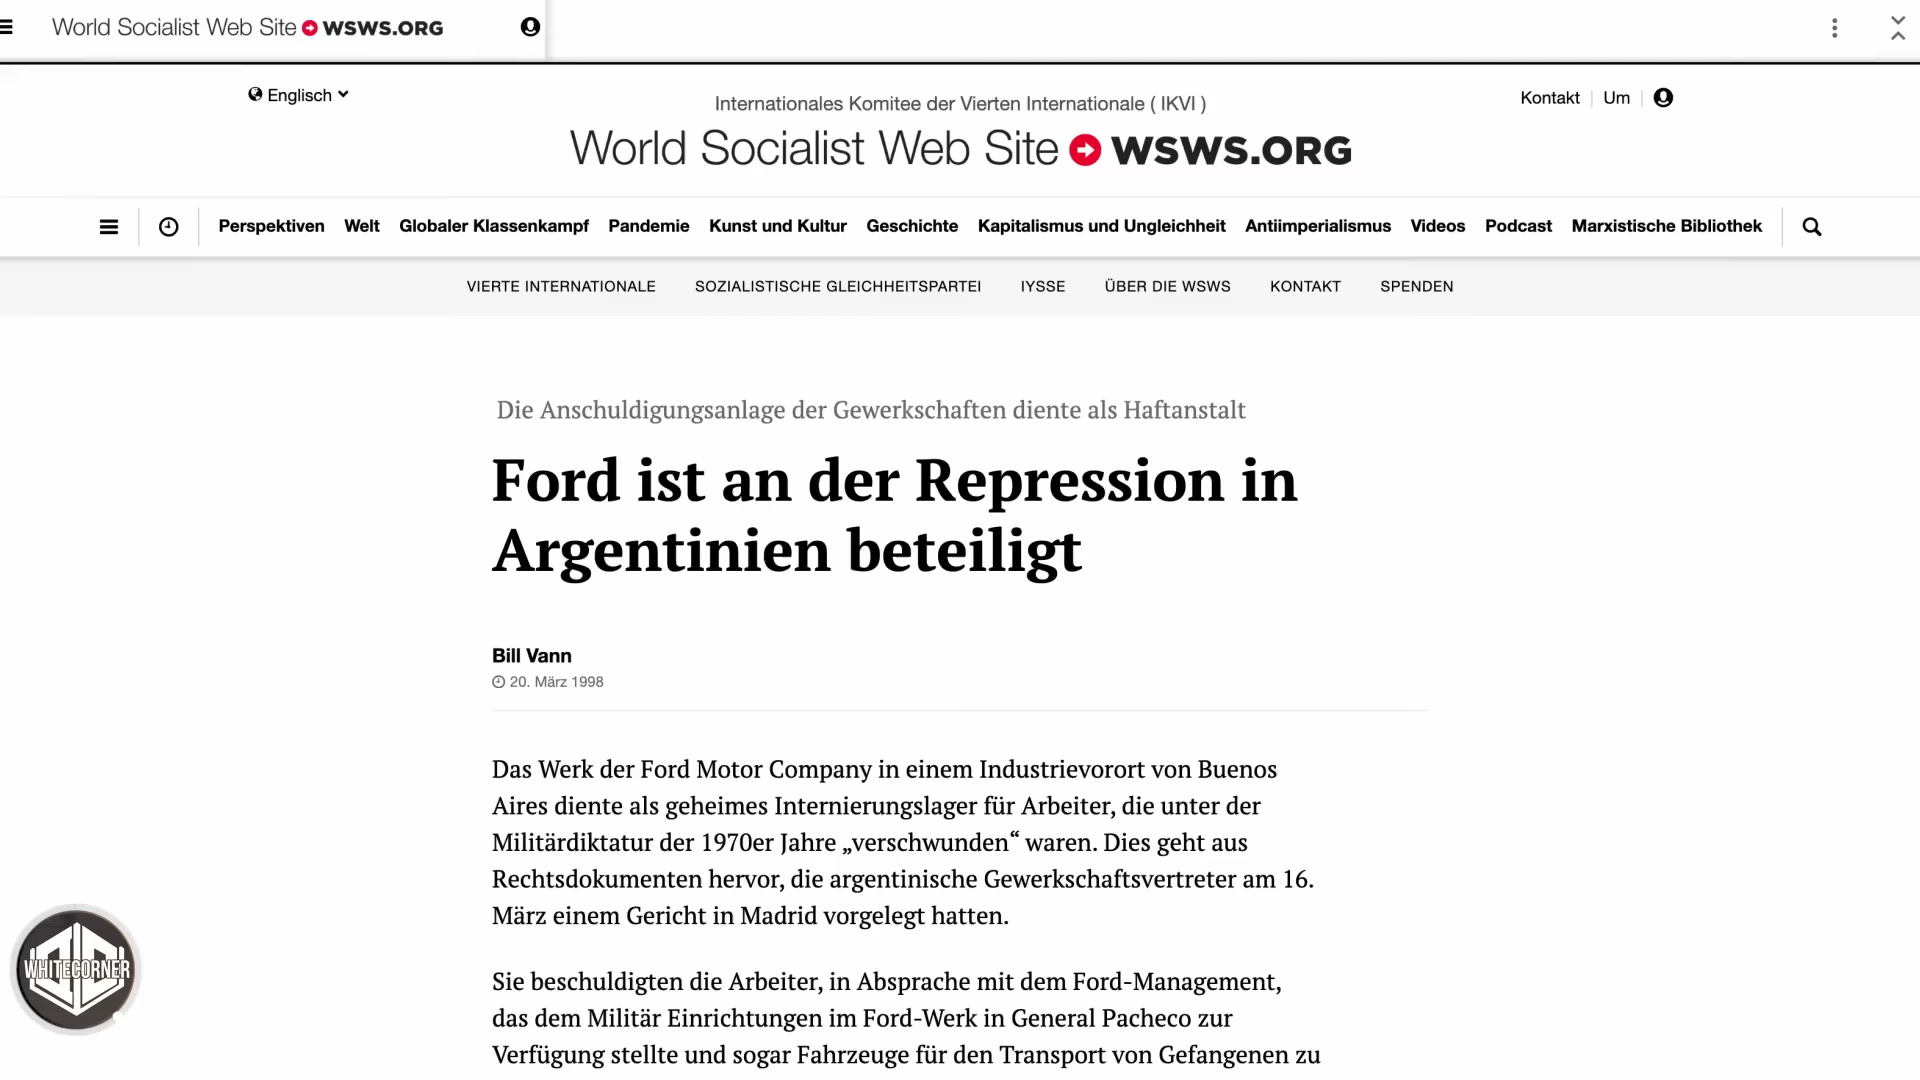 World Socialist Web Site WSWS.ORG
Englisch
Internationales Komitee der Vierten Internationale ( IKVI )
Kontakt Um
World Socialist Web Site WSWS.ORG
Perspektiven Welt Globaler Klassenkampf Pandemie Kunst und Kultur Geschichte Kapitalismus und Ungleichheit Antiimperialismus Videos Podcast Marxistische Bibliothek
VIERTE INTERNATIONALE SOZIALISTISCHE GLEICHHEITSPARTEI IYSSE ÜBER DIE WSWS KONTAKT SPENDEN
Die Anschuldigungsanlage der Gewerkschaften diente als Haftanstalt
Ford ist an der Repression in
Argentinien beteiligt
Bill Vann
20. März 1998
Das Werk der Ford Motor Company in einem Industrievorort von Buenos
Aires diente als geheimes Internierungslager für Arbeiter, die unter der
Militärdiktatur der 1970er Jahre „verschwunden“ waren. Dies geht aus
Rechtsdokumenten hervor, die argentinische Gewerkschaftsvertreter am 16.
März einem Gericht in Madrid vorgelegt hatten.
Sie beschuldigten die Arbeiter, in Absprache mit dem Ford-Management,
das dem Militär Einrichtungen im Ford-Werk in General Pacheco zur
Verfügung stellte und sogar Fahrzeuge für den Transport von Gefangenen zu
WHITECORNER